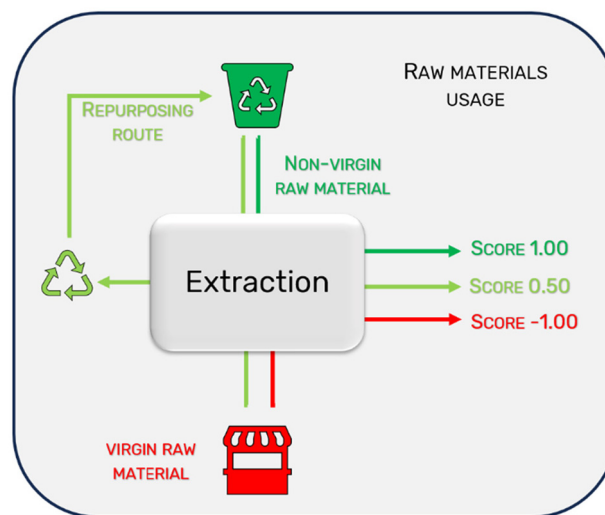 RAW MATERIALS
USAGE
REPURPOSING
ROUTE
NON-VIRGIN
RAW MATERIAL
Extraction
SCORE 1.00
SCORE 0.50
SCORE -1.00
VIRGIN RAW
MATERIAL